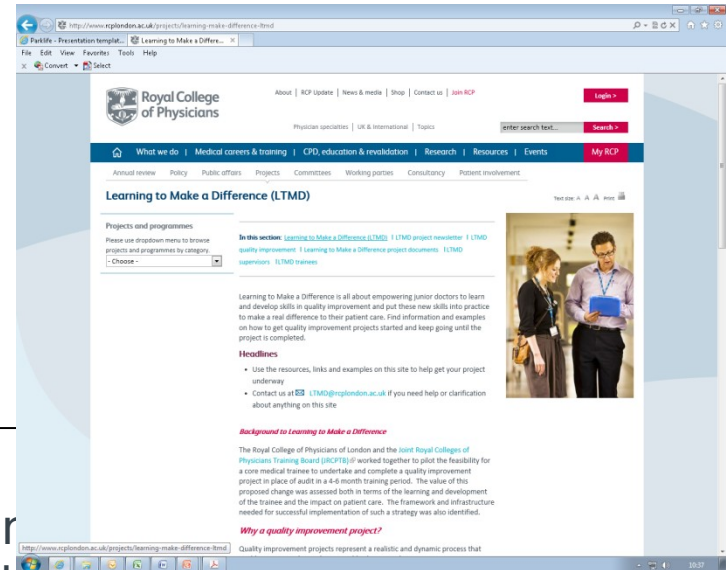 http://www.rcplondon.ac.uk/projects/learning-make-difference-ltmd
Parklife - Presentation templat...
Learning to Make a Differe...
File Edit View Favorites Tools Help
Convert
Select
Royal College
of Physicians
About | RCP Update | News & media | Shop | Contact us | Join RCP
Login >
Physician specialties | UK & International | Topics
enter search text...
Search >
What we do | Medical careers & training | CPD, education & revalidation | Research | Resources | Events
My RCP
Annual review Policy Public affairs Projects Committees Working parties Consultancy Patient involvement
Learning to Make a Difference (LTMD)
Text size: A A A Print
Projects and programmes
Please use dropdown menu to browse
projects and programmes by category.
- Choose -
In this section: Learning to Make a Difference (LTMD) | LTMD project newsletter | LTMD
quality improvement | Learning to Make a Difference project documents | LTMD
supervisors | LTMD trainees
Learning to Make a Difference is all about empowering junior doctors to learn
and develop skills in quality improvement and put these new skills into practice
to make a real difference to their patient care. Find information and examples
on how to get quality improvement projects started and keep going until the
project is completed.
Headlines
• Use the resources, links and examples on this site to help get your project
underway
• Contact us at LTMD@rcplondon.ac.uk if you need help or clarification
about anything on this site
Background to Learning to Make a Difference
The Royal College of Physicians of London and the Joint Royal Colleges of
Physicians Training Board (JRCPTB) worked together to pilot the feasibility for
a core medical trainee to undertake and complete a quality improvement
project in place of audit in a 4-6 month training period. The value of this
proposed change was assessed both in terms of the learning and development
of the trainee and the impact on patient care. The framework and infrastructure
needed for successful implementation of such a strategy was also identified.
Why a quality improvement project?
Quality improvement projects represent a realistic and dynamic process that
http://www.rcplondon.ac.uk/projects/learning-make-difference-ltmd
10:37